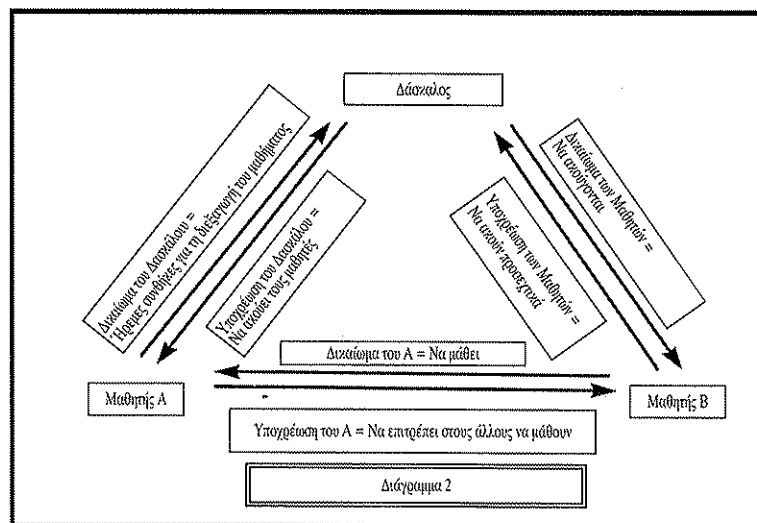 Δάσκαλος
Δικαίωμα του Δασκάλου =
Ήρεμες συνθήκες για τη διεξαγωγή του μαθήματος
Υποχρέωση του Δασκάλου =
Να ακούει τους μαθητές
Υποχρέωση των Μαθητών =
Να ακούν προσεχτικά
Δικαίωμα των Μαθητών =
Να ακούγονται
Δικαίωμα του Α = Να μάθει
Μαθητής Α
Μαθητής Β
Υποχρέωση του Α = Να επιτρέπει στους άλλους να μάθουν
Διάγραμμα 2